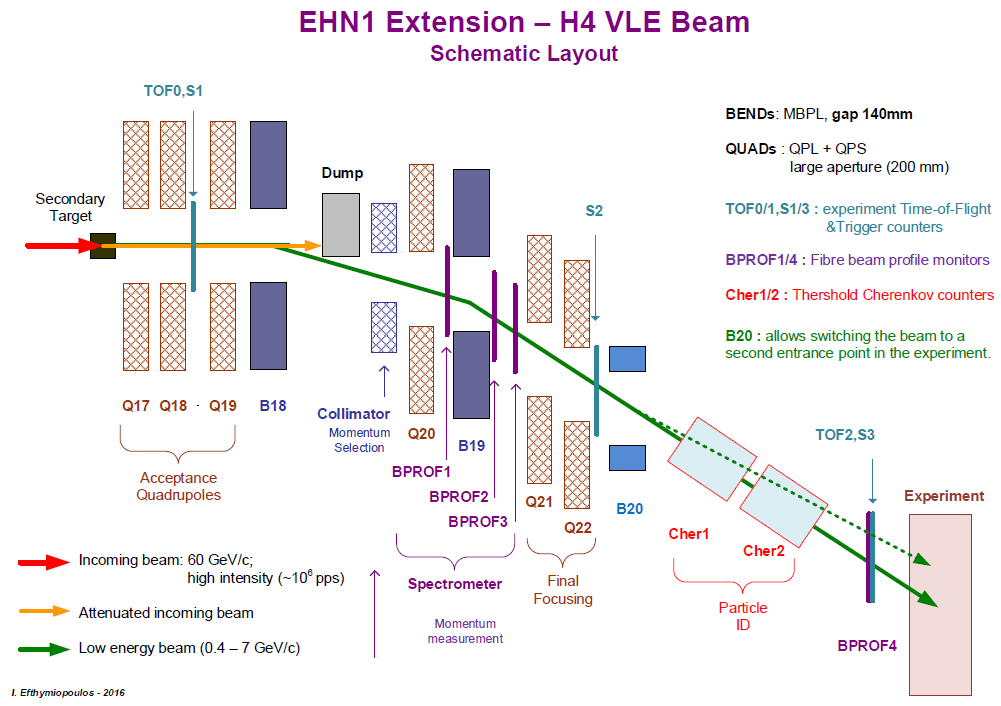 EHN1 Extension – H4 VLE Beam
Schematic Layout
TOF0,S1
BENDs: MBPL, gap 140mm
QUADs : QPL + QPS
large aperture (200 mm)
TOF0/1,S1/3 : experiment Time-of-Flight
&Trigger counters
BPROF1/4 : Fibre beam profile monitors
Cher1/2 : Thershold Cherenkov counters
B20 : allows switching the beam to a
second entrance point in the experiment.
Secondary
Target
Dump
S2
Q17
Q18
Q19
B18
Collimator
Momentum
Selection
Q20
B19
BPROF1
BPROF2
BPROF3
Q21
Q22
B20
Acceptance
Quadrupoles
TOF2,S3
Experiment
Cher1
Cher2
Spectrometer
Momentum
measurement
Final
Focusing
Particle
ID
BPROF4
Incoming beam: 60 GeV/c;
high intensity (~10⁶ pps)
Attenuated incoming beam
Low energy beam (0.4 – 7 GeV/c)
I. Efthymiopoulos - 2016